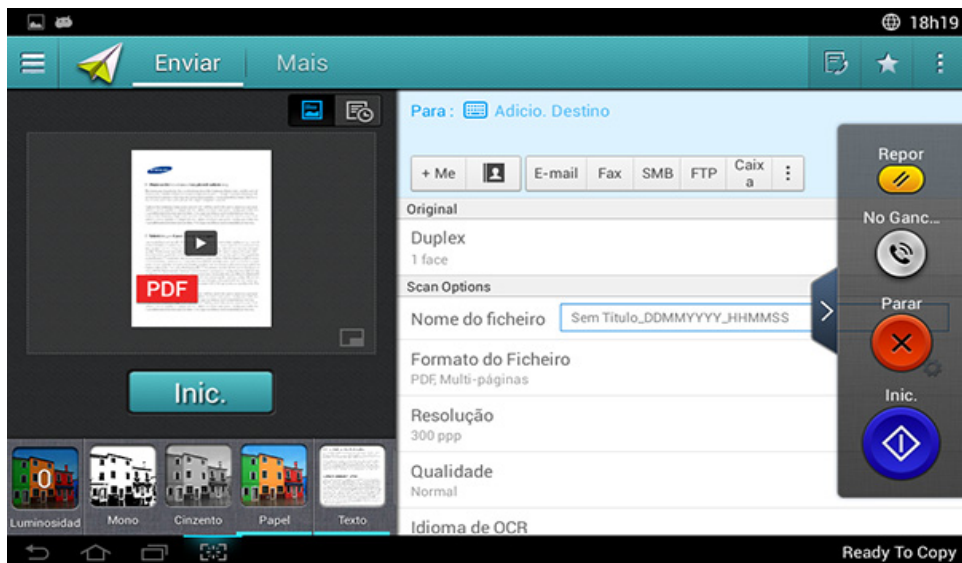 18h19
Enviar
Mais
Para : Adicio. Destino
+ Me
E-mail
Fax
SMB
FTP
Caix
a
Original
Duplex
1 face
Scan Options
Nome do ficheiro
Sem Titulo_DDMMYYYY_HHMMSS
Formato do Ficheiro
PDF, Multi-páginas
Resolução
300 ppp
Qualidade
Normal
Idioma de OCR
PDF
Inic.
0
Luminosidad
Mono
Cinzento
Papel
Texto
Repor
No Ganc...
Parar
Inic.
Ready To Copy